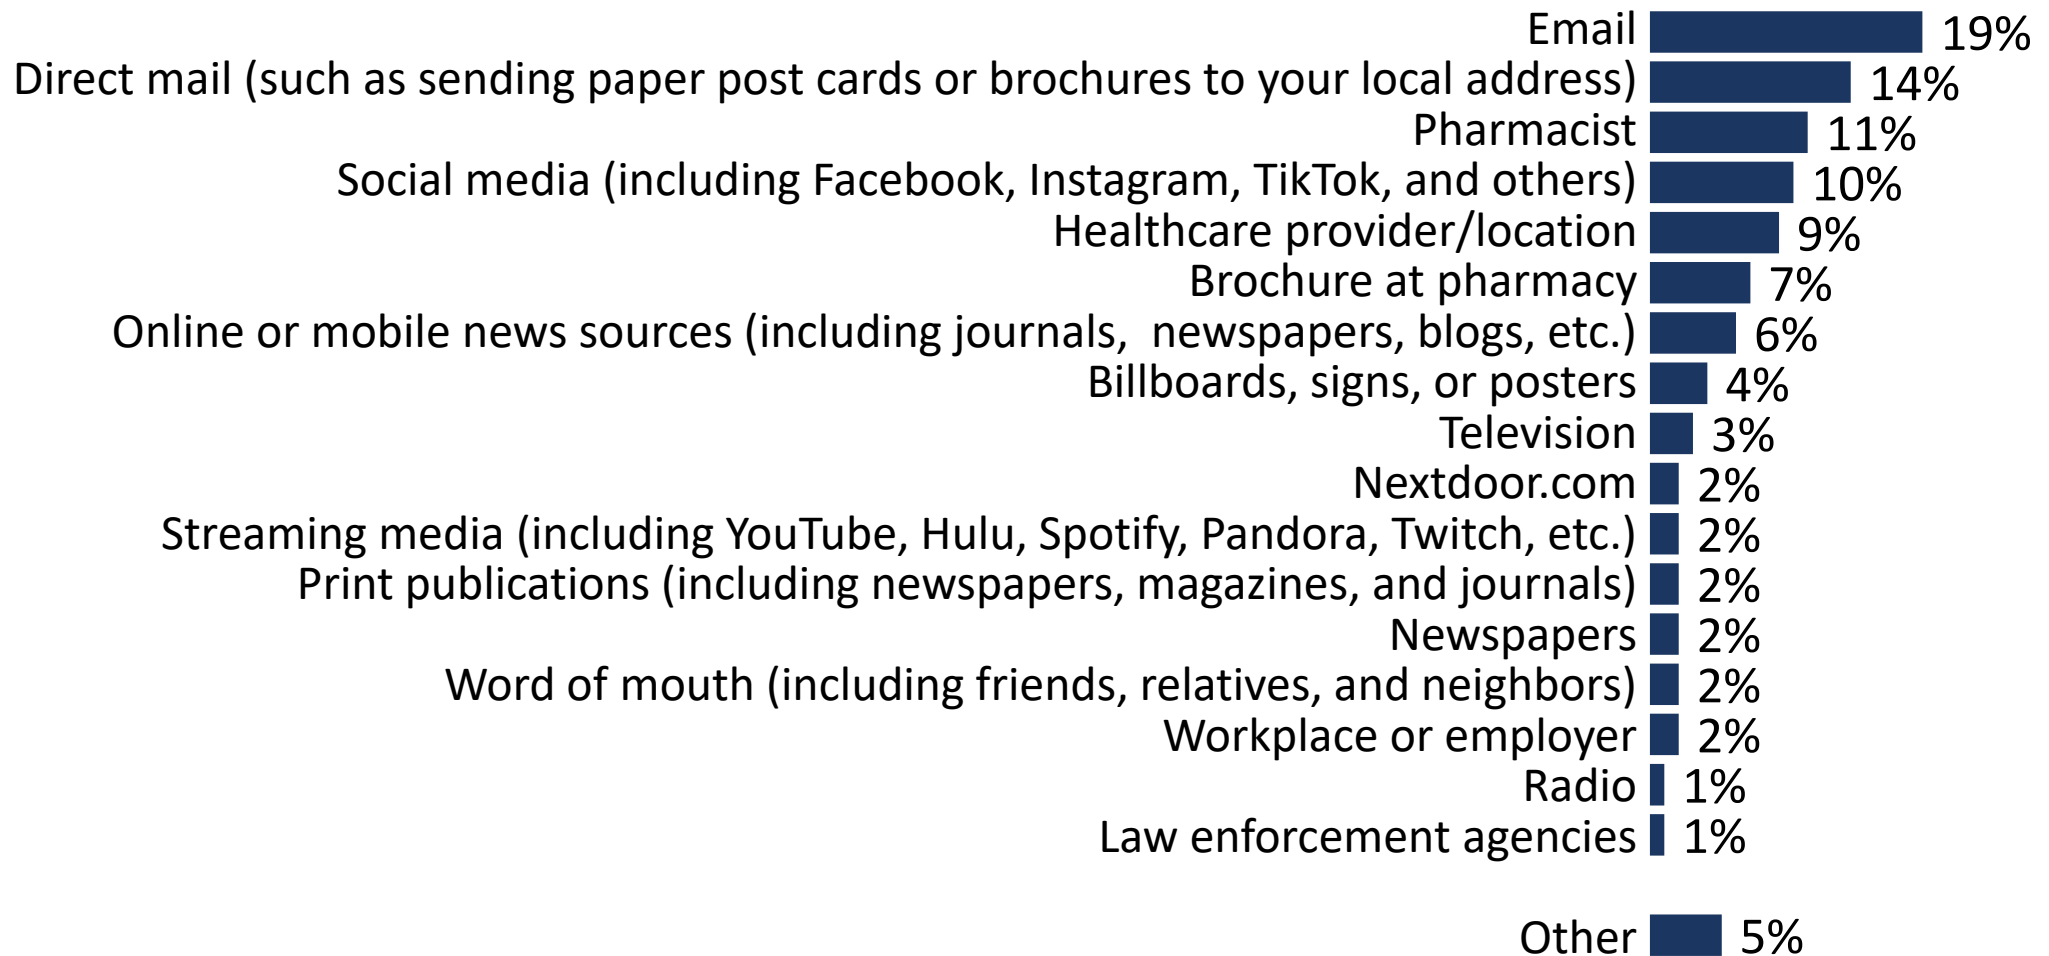 Email 19%
Direct mail (such as sending paper post cards or brochures to your local address) 14%
Pharmacist 11%
Social media (including Facebook, Instagram, TikTok, and others) 10%
Healthcare provider/location 9%
Brochure at pharmacy 7%
Online or mobile news sources (including journals,  newspapers, blogs, etc.) 6%
Billboards, signs, or posters 4%
Television 3%
Nextdoor.com 2%
Streaming media (including YouTube, Hulu, Spotify, Pandora, Twitch, etc.) 2%
Print publications (including newspapers, magazines, and journals) 2%
Newspapers 2%
Word of mouth (including friends, relatives, and neighbors) 2%
Workplace or employer 2%
Radio 1%
Law enforcement agencies 1%
Other 5%